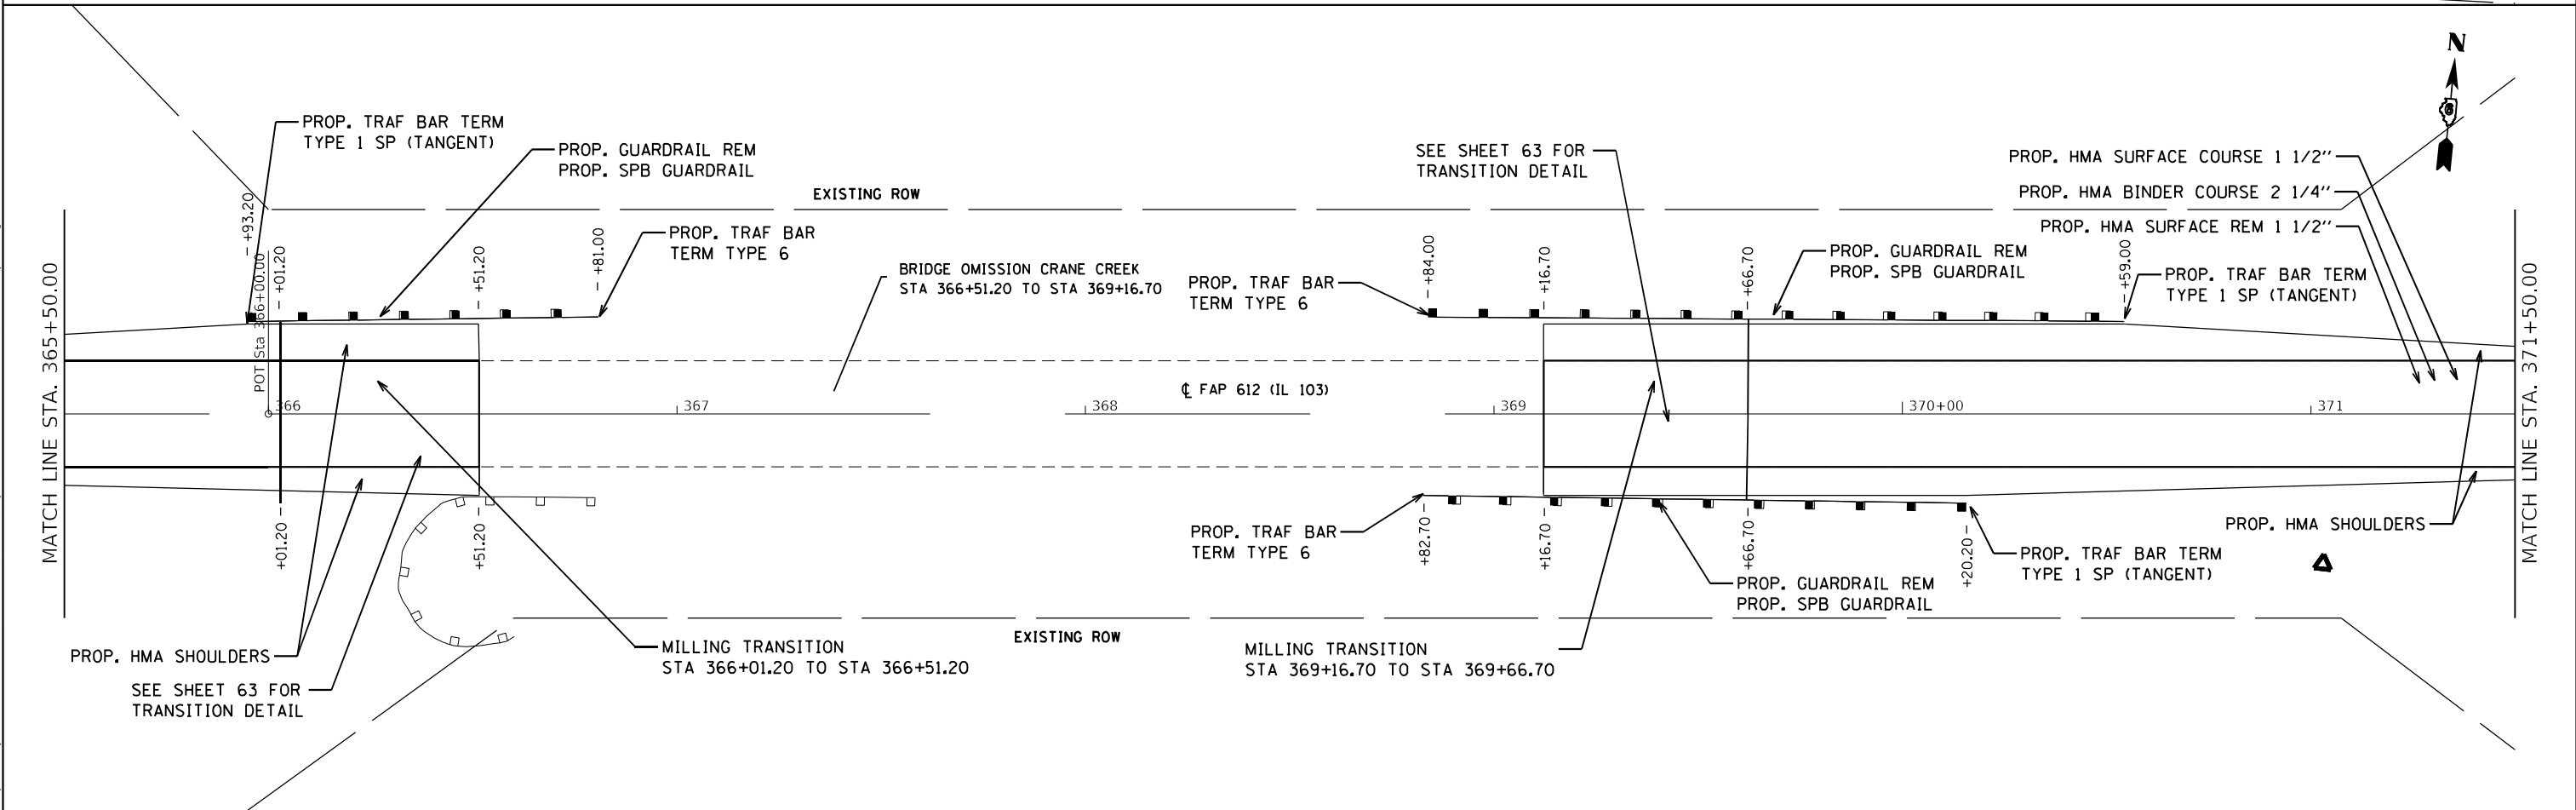 N
PROP. TRAF BAR TERM
TYPE 1 SP (TANGENT)
PROP. GUARDRAIL REM
PROP. SPB GUARDRAIL
EXISTING ROW
SEE SHEET 63 FOR
TRANSITION DETAIL
PROP. HMA SURFACE COURSE 1 1/2"
PROP. HMA BINDER COURSE 2 1/4"
PROP. HMA SURFACE REM 1 1/2"
+93.20
+01.20
+51.20
+81.00
PROP. TRAF BAR
TERM TYPE 6
BRIDGE OMISSION CRANE CREEK
STA 366+51.20 TO STA 369+16.70
PROP. TRAF BAR
TERM TYPE 6
+84.00
+16.70
+66.70
PROP. GUARDRAIL REM
PROP. SPB GUARDRAIL
+59.00
PROP. TRAF BAR TERM
TYPE 1 SP (TANGENT)
MATCH LINE STA. 365+50.00
POT Sta 366+00.00
℄ FAP 612 (IL 103)
366
367
368
369
370+00
371
MATCH LINE STA. 371+50.00
+01.20
+51.20
PROP. TRAF BAR
TERM TYPE 6
+82.70
+16.70
+66.70
+20.20
PROP. HMA SHOULDERS
PROP. TRAF BAR TERM
TYPE 1 SP (TANGENT)
PROP. GUARDRAIL REM
PROP. SPB GUARDRAIL
EXISTING ROW
PROP. HMA SHOULDERS
SEE SHEET 63 FOR
TRANSITION DETAIL
MILLING TRANSITION
STA 366+01.20 TO STA 366+51.20
MILLING TRANSITION
STA 369+16.70 TO STA 369+66.70